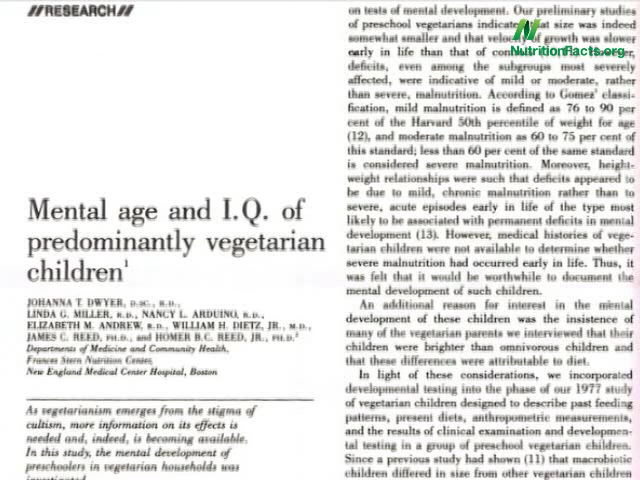 //RESEARCH//
Mental age and I.Q. of
predominantly vegetarian
children¹
JOHANNA T. DWYER, D.SC., R.D.,
LINDA G. MILLER, R.D., NANCY L. ARDUINO, R.D.,
ELIZABETH M. ANDREW, R.D., WILLIAM H. DIETZ, JR., M.D.,
JAMES C. REED, PH.D., and HOMER B.C. REED, JR., PH.D.²
Departments of Medicine and Community Health,
Frances Stern Nutrition Center,
New England Medical Center Hospital, Boston
As vegetarianism emerges from the stigma of
cultism, more information on its effects is
needed and, indeed, is becoming available.
In this study, the mental development of
preschoolers in vegetarian households was
investigated.
on tests of mental development. Our preliminary studies
of preschool vegetarians indicate that size was indeed
somewhat smaller and that velocity of growth was slower
early in life than that of
deficits, even among the subgroups most severely
affected, were indicative of mild or moderate, rather
than severe, malnutrition. According to Gomez' classi-
fication, mild malnutrition is defined as 76 to 90 per
cent of the Harvard 50th percentile of weight for age
(12), and moderate malnutrition as 60 to 75 per cent of
this standard; less than 60 per cent of the same standard
is considered severe malnutrition. Moreover, height-
weight relationships were such that deficits appeared to
be due to mild, chronic malnutrition rather than to
severe, acute episodes early in life of the type most
likely to be associated with permanent deficits in mental
development (13). However, medical histories of vege-
tarian children were not available to determine whether
severe malnutrition had occurred early in life. Thus, it
was felt that it would be worthwhile to document the
mental development of such children.
An additional reason for interest in the mental
development of these children was the insistence of
many of the vegetarian parents we interviewed that their
children were brighter than omnivorous children and
that these differences were attributable to diet.
In light of these considerations, we incorporated
developmental testing into the phase of our 1977 study
of vegetarian children designed to describe past feeding
patterns, present diets, anthropometric measurements,
and the results of clinical examination and developmen-
tal testing in a group of preschool vegetarian children.
Since a previous study had shown (11) that macrobiotic
children differed in size from other vegetarian children
NutritionFacts.org